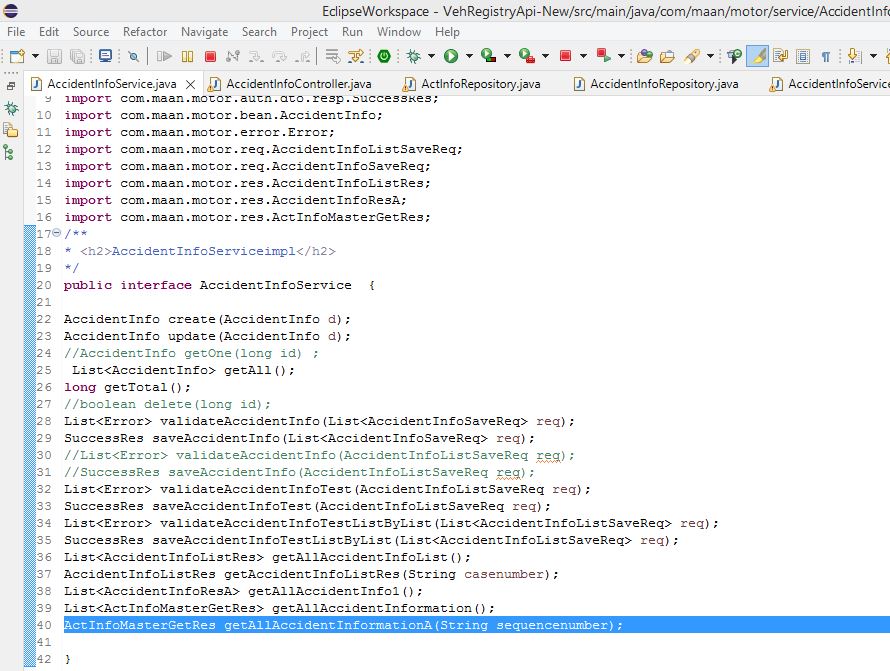 EclipseWorkspace - VehRegistryApi-New/src/main/java/com/maan/motor/service/AccidentInfo
File Edit Source Refactor Navigate Search Project Run Window Help
AccidentInfoService.java AccidentInfoController.java ActInfoRepository.java AccidentInfoRepository.java AccidentInfoService
9 import com.maan.motor.auth.dto.resp.SuccessRes;
10 import com.maan.motor.bean.AccidentInfo;
11 import com.maan.motor.error.Error;
12 import com.maan.motor.req.AccidentInfoListSaveReq;
13 import com.maan.motor.req.AccidentInfoSaveReq;
14 import com.maan.motor.res.AccidentInfoListRes;
15 import com.maan.motor.res.AccidentInfoResA;
16 import com.maan.motor.res.ActInfoMasterGetRes;
17 /**
18 * <h2>AccidentInfoServiceimpl</h2>
19 */
20 public interface AccidentInfoService {
21
22 AccidentInfo create(AccidentInfo d);
23 AccidentInfo update(AccidentInfo d);
24 //AccidentInfo getOne(long id) ;
25 List<AccidentInfo> getAll();
26 long getTotal();
27 //boolean delete(long id);
28 List<Error> validateAccidentInfo(List<AccidentInfoSaveReq> req);
29 SuccessRes saveAccidentInfo(List<AccidentInfoSaveReq> req);
30 //List<Error> validateAccidentInfo(AccidentInfoListSaveReq req);
31 //SuccessRes saveAccidentInfo(AccidentInfoListSaveReq req);
32 List<Error> validateAccidentInfoTest(AccidentInfoListSaveReq req);
33 SuccessRes saveAccidentInfoTest(AccidentInfoListSaveReq req);
34 List<Error> validateAccidentInfoTestListByList(List<AccidentInfoListSaveReq> req);
35 SuccessRes saveAccidentInfoTestListByList(List<AccidentInfoListSaveReq> req);
36 List<AccidentInfoListRes> getAllAccidentInfoList();
37 AccidentInfoListRes getAccidentInfoListRes(String casenumber);
38 List<AccidentInfoResA> getAllAccidentInfo1();
39 List<ActInfoMasterGetRes> getAllAccidentInformation();
40 ActInfoMasterGetRes getAllAccidentInformationA(String sequencenumber);
41
42 }